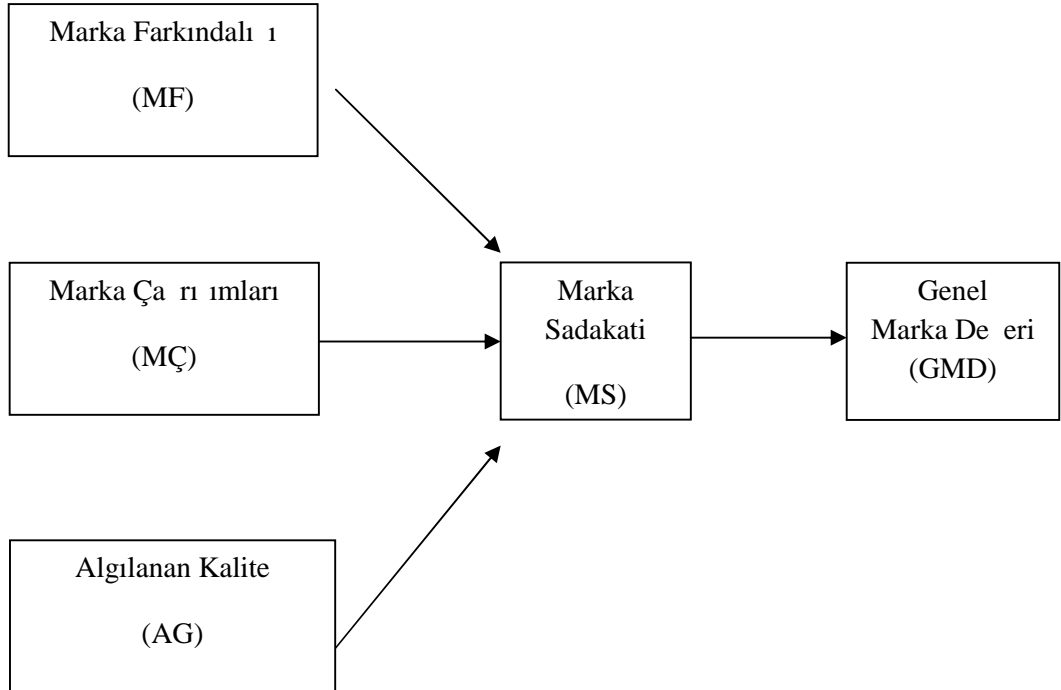 Marka Farkındalı ı
(MF)
Marka Ça rı ımları
(MÇ)
Algılanan Kalite
(AG)
Marka
Sadakati
(MS)
Genel
Marka De eri
(GMD)